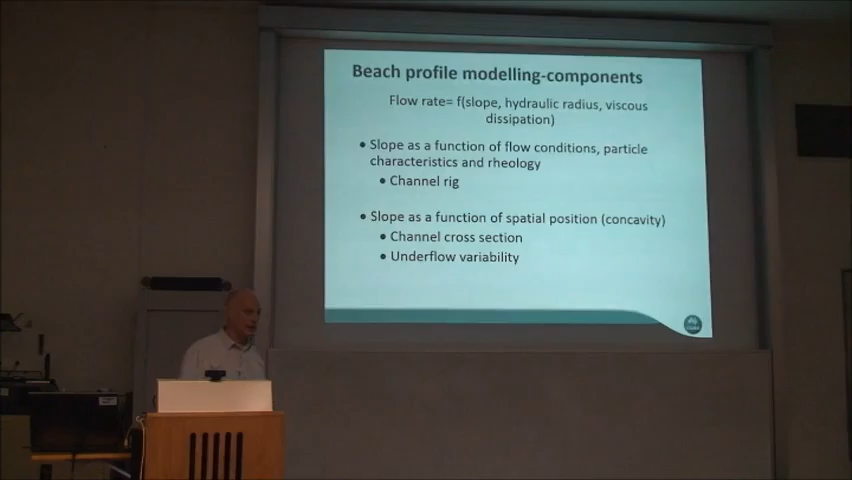 Beach profile modelling-components
Flow rate= f(slope, hydraulic radius, viscous
dissipation)
• Slope as a function of flow conditions, particle
characteristics and rheology
• Channel rig
• Slope as a function of spatial position (concavity)
• Channel cross section
• Underflow variability